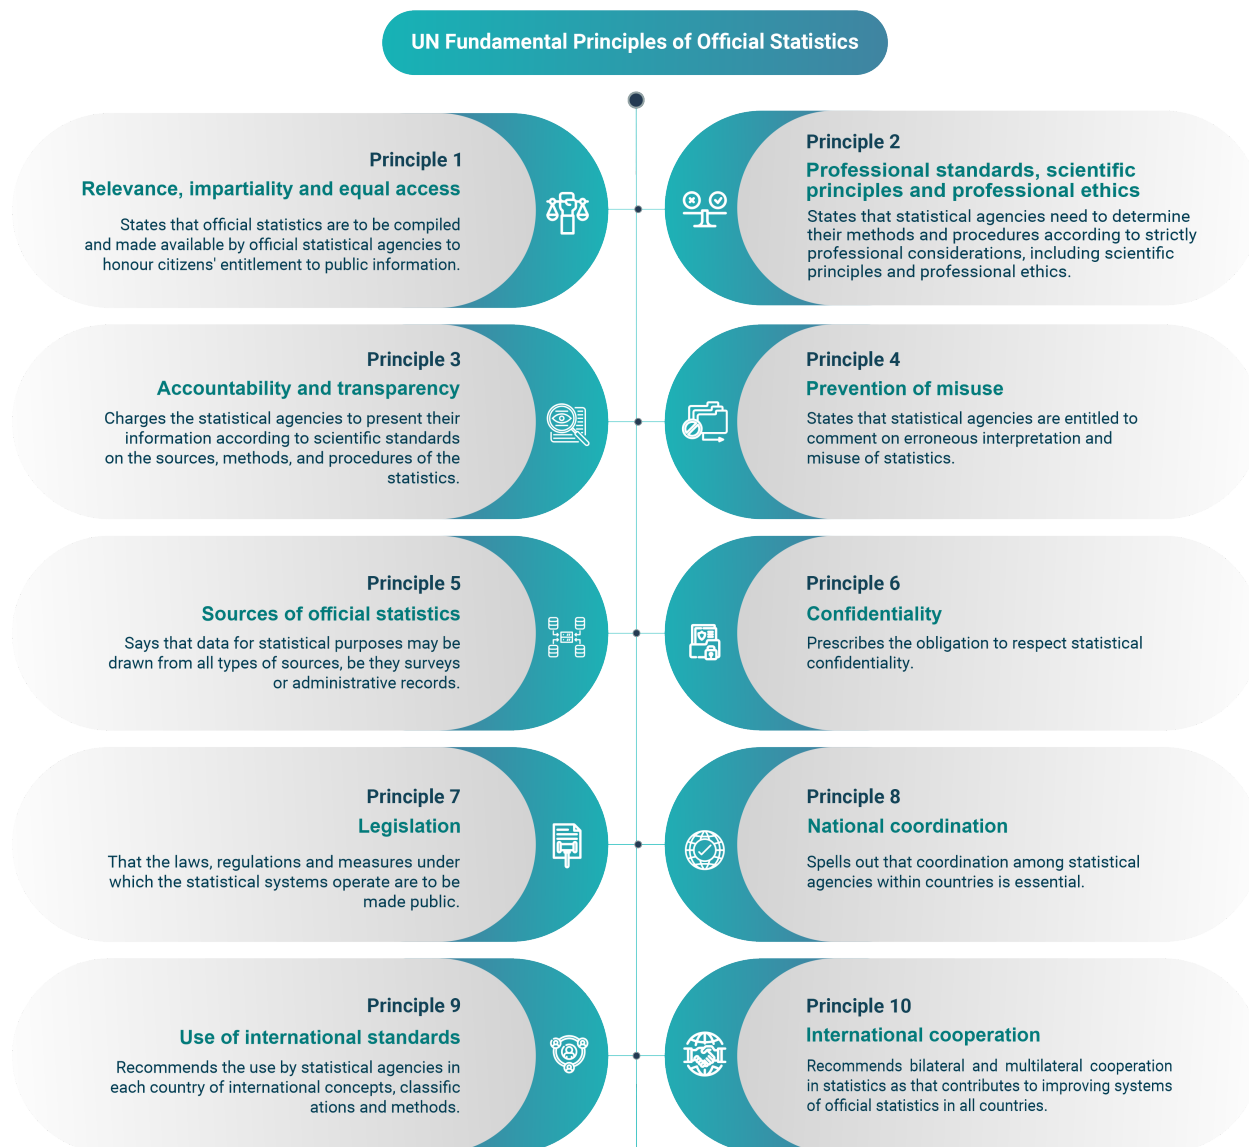 UN Fundamental Principles of Official Statistics
Principle 1
Relevance, impartiality and equal access
States that official statistics are to be compiled
and made available by official statistical agencies to
honour citizens' entitlement to public information.
Principle 2
Professional standards, scientific
principles and professional ethics
States that statistical agencies need to determine
their methods and procedures according to strictly
professional considerations, including scientific
principles and professional ethics.
Principle 3
Accountability and transparency
Charges the statistical agencies to present their
information according to scientific standards
on the sources, methods, and procedures of the
statistics.
Principle 4
Prevention of misuse
States that statistical agencies are entitled to
comment on erroneous interpretation and
misuse of statistics.
Principle 5
Sources of official statistics
Says that data for statistical purposes may be
drawn from all types of sources, be they surveys
or administrative records.
Principle 6
Confidentiality
Prescribes the obligation to respect statistical
confidentiality.
Principle 7
Legislation
That the laws, regulations and measures under
which the statistical systems operate are to be
made public.
Principle 8
National coordination
Spells out that coordination among statistical
agencies within countries is essential.
Principle 9
Use of international standards
Recommends the use by statistical agencies in
each country of international concepts, classific
ations and methods.
Principle 10
International cooperation
Recommends bilateral and multilateral cooperation
in statistics as that contributes to improving systems
of official statistics in all countries.